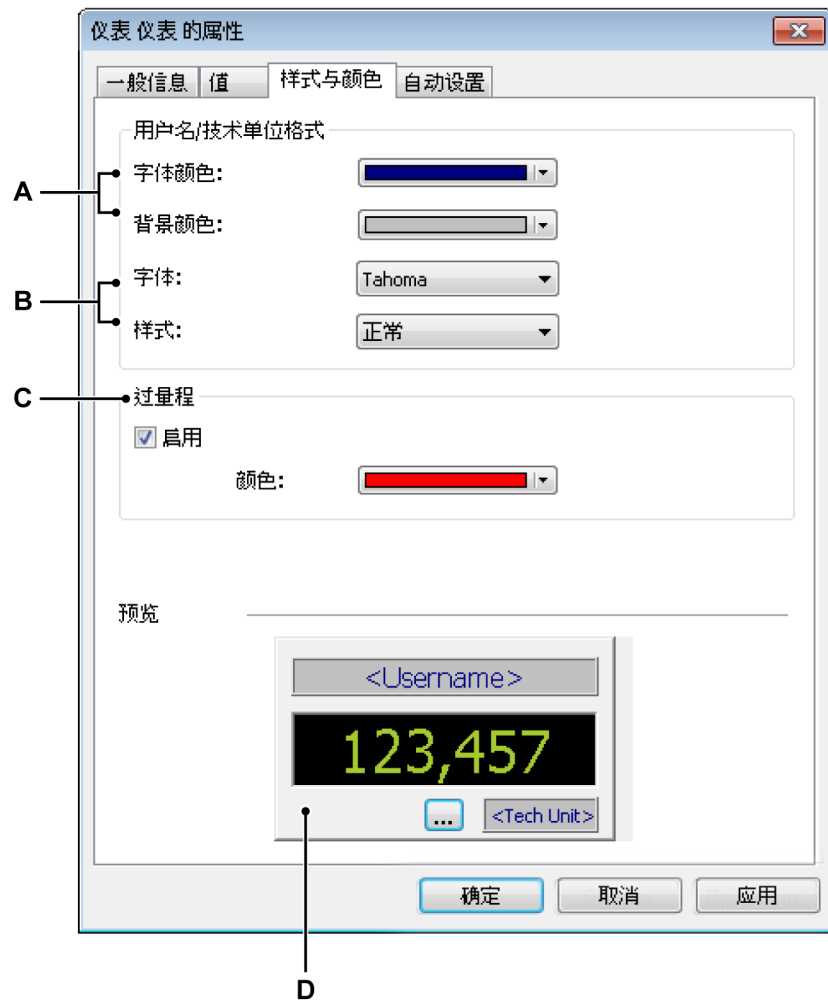 仪表 仪表 的属性
一般信息 值 样式与颜色 自动设置
用户名/技术单位格式
A
字体颜色:
背景颜色:
B
字体: Tahoma
样式: 正常
C
过量程
启用
颜色:
预览
<Username>
123,457
... <Tech Unit>
确定 取消 应用
D